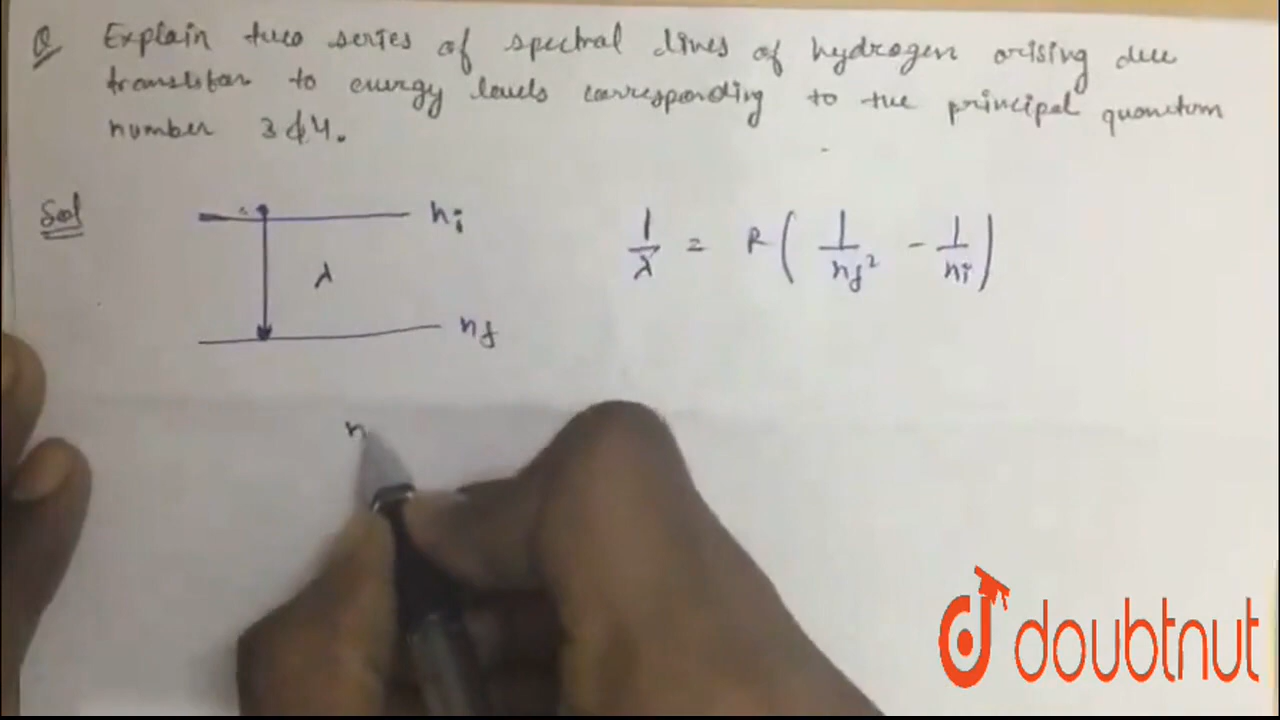 Q Explain two series of spectral lines of hydrogen arising due
transition to energy levels corresponding to the principal quantum
number 3 & 4.
Sol
ni
λ
nf
1/λ = R ( 1/nf² - 1/ni )
n
doubtnut